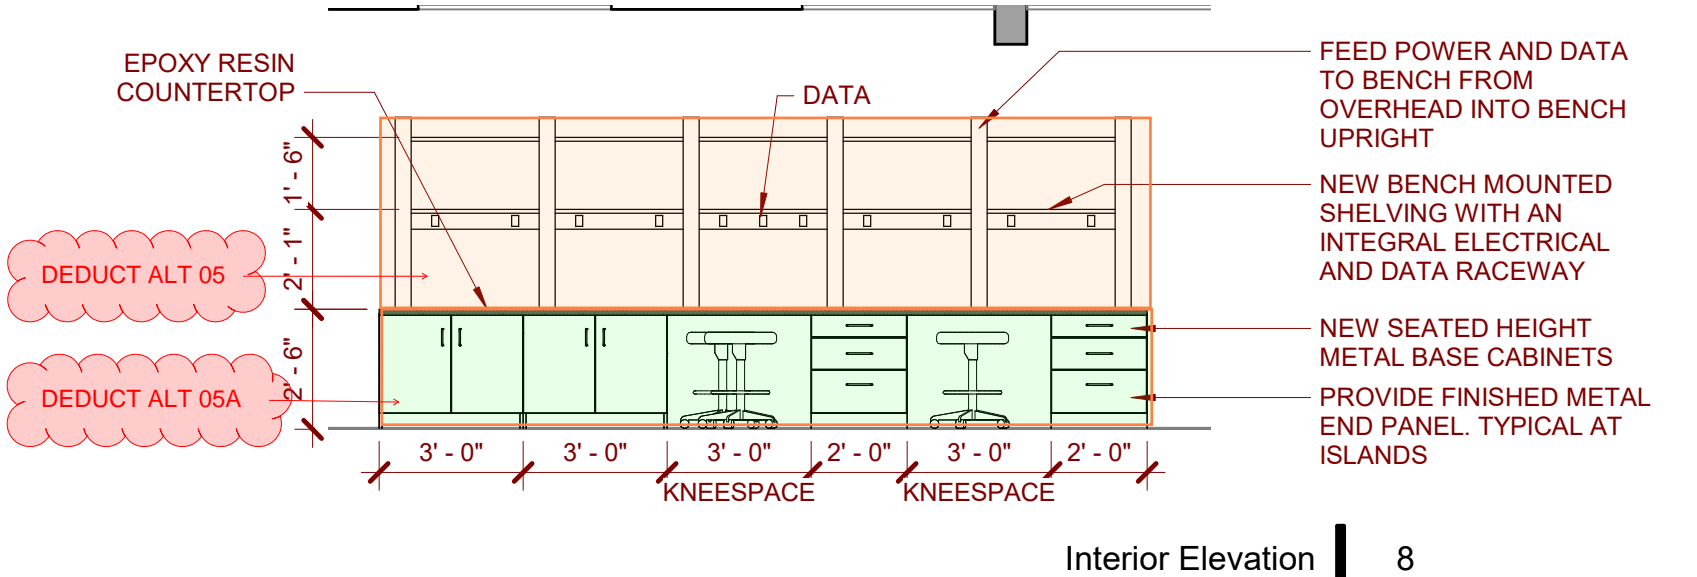 EPOXY RESIN
COUNTERTOP
DATA
FEED POWER AND DATA
TO BENCH FROM
OVERHEAD INTO BENCH
UPRIGHT
NEW BENCH MOUNTED
SHELVING WITH AN
INTEGRAL ELECTRICAL
AND DATA RACEWAY
NEW SEATED HEIGHT
METAL BASE CABINETS
PROVIDE FINISHED METAL
END PANEL. TYPICAL AT
ISLANDS
1' - 6"
2' - 1"
2' - 6"
DEDUCT ALT 05
DEDUCT ALT 05A
3' - 0"
3' - 0"
3' - 0"
2' - 0"
3' - 0"
2' - 0"
KNEESPACE
KNEESPACE
Interior Elevation
8